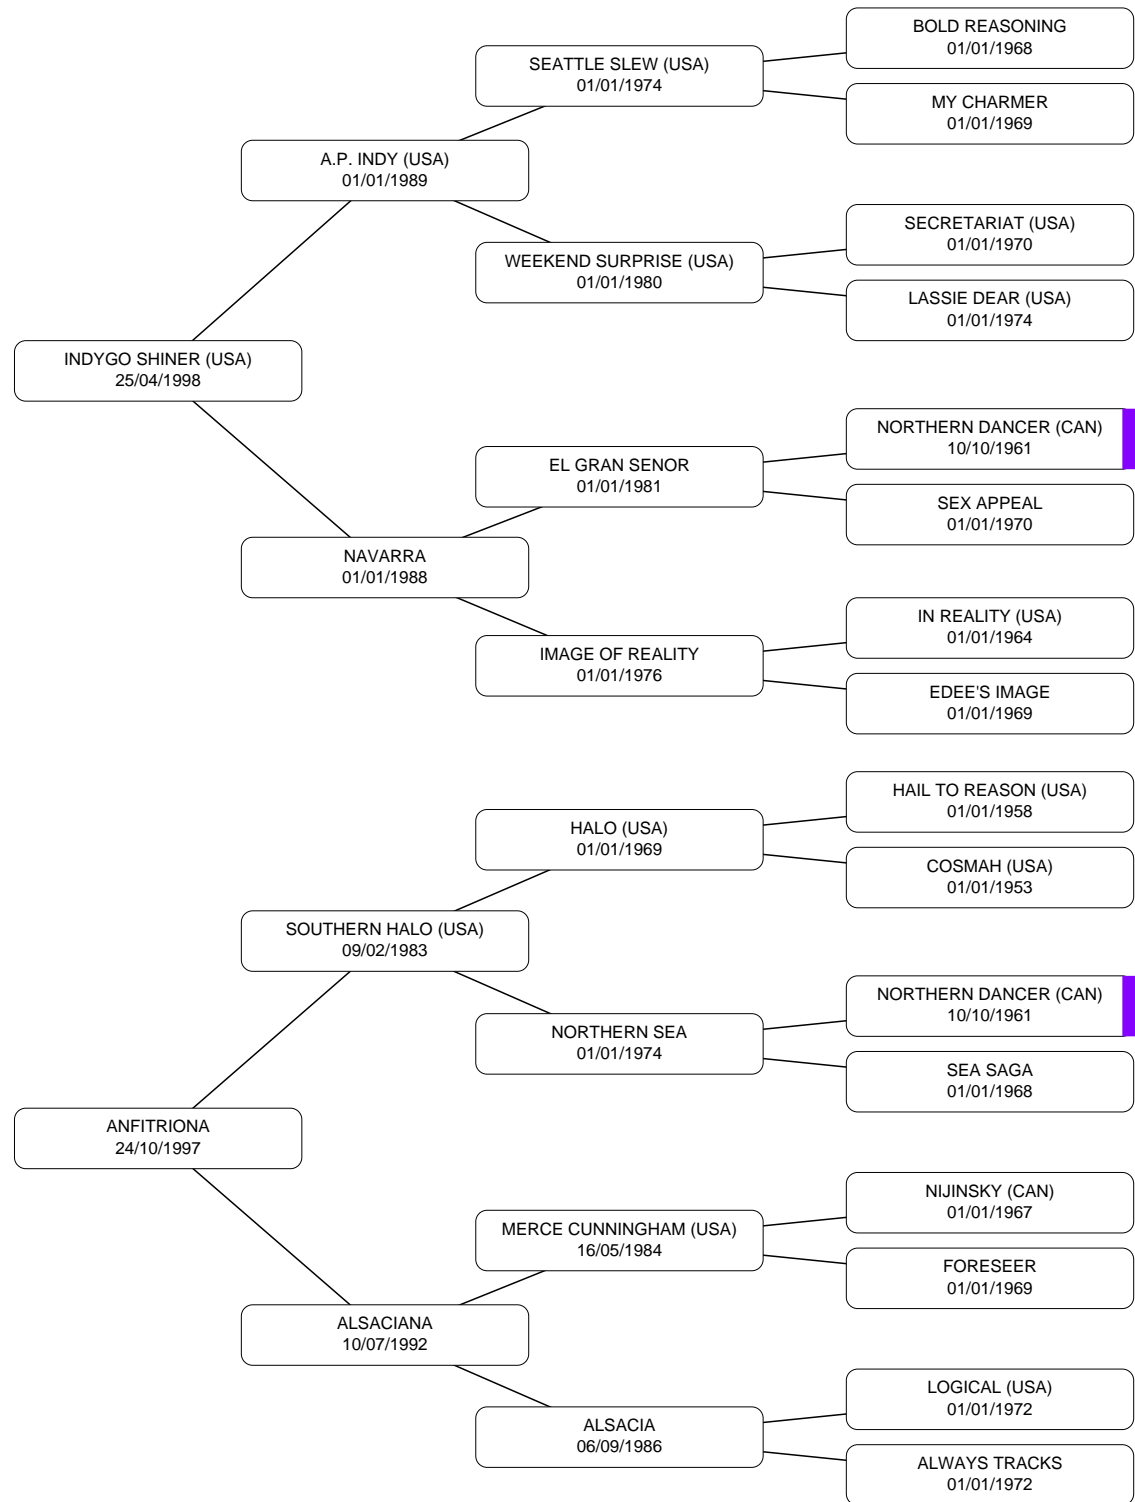 BOLD REASONING
01/01/1968
SEATTLE SLEW (USA)
01/01/1974
MY CHARMER
01/01/1969
A.P. INDY (USA)
01/01/1989
SECRETARIAT (USA)
01/01/1970
WEEKEND SURPRISE (USA)
01/01/1980
LASSIE DEAR (USA)
01/01/1974
INDYGO SHINER (USA)
25/04/1998
NORTHERN DANCER (CAN)
10/10/1961
EL GRAN SENOR
01/01/1981
SEX APPEAL
01/01/1970
NAVARRA
01/01/1988
IN REALITY (USA)
01/01/1964
IMAGE OF REALITY
01/01/1976
EDEE'S IMAGE
01/01/1969
HAIL TO REASON (USA)
01/01/1958
HALO (USA)
01/01/1969
COSMAH (USA)
01/01/1953
SOUTHERN HALO (USA)
09/02/1983
NORTHERN DANCER (CAN)
10/10/1961
NORTHERN SEA
01/01/1974
SEA SAGA
01/01/1968
ANFITRIONA
24/10/1997
NIJINSKY (CAN)
01/01/1967
MERCE CUNNINGHAM (USA)
16/05/1984
FORESEER
01/01/1969
ALSACIANA
10/07/1992
LOGICAL (USA)
01/01/1972
ALSACIA
06/09/1986
ALWAYS TRACKS
01/01/1972